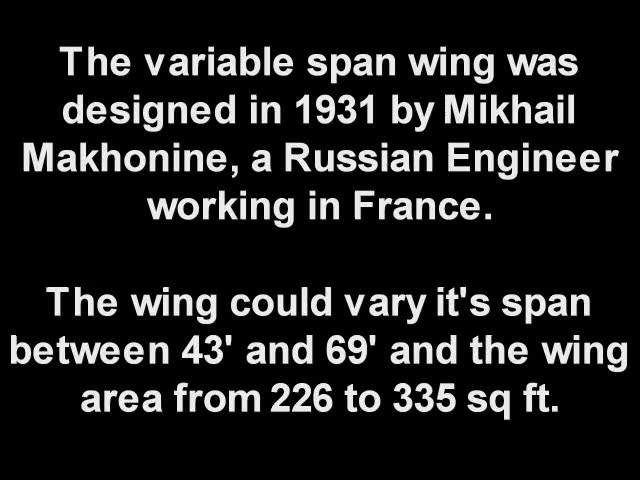 The variable span wing was
designed in 1931 by Mikhail
Makhonine, a Russian Engineer
working in France.
The wing could vary it's span
between 43' and 69' and the wing
area from 226 to 335 sq ft.